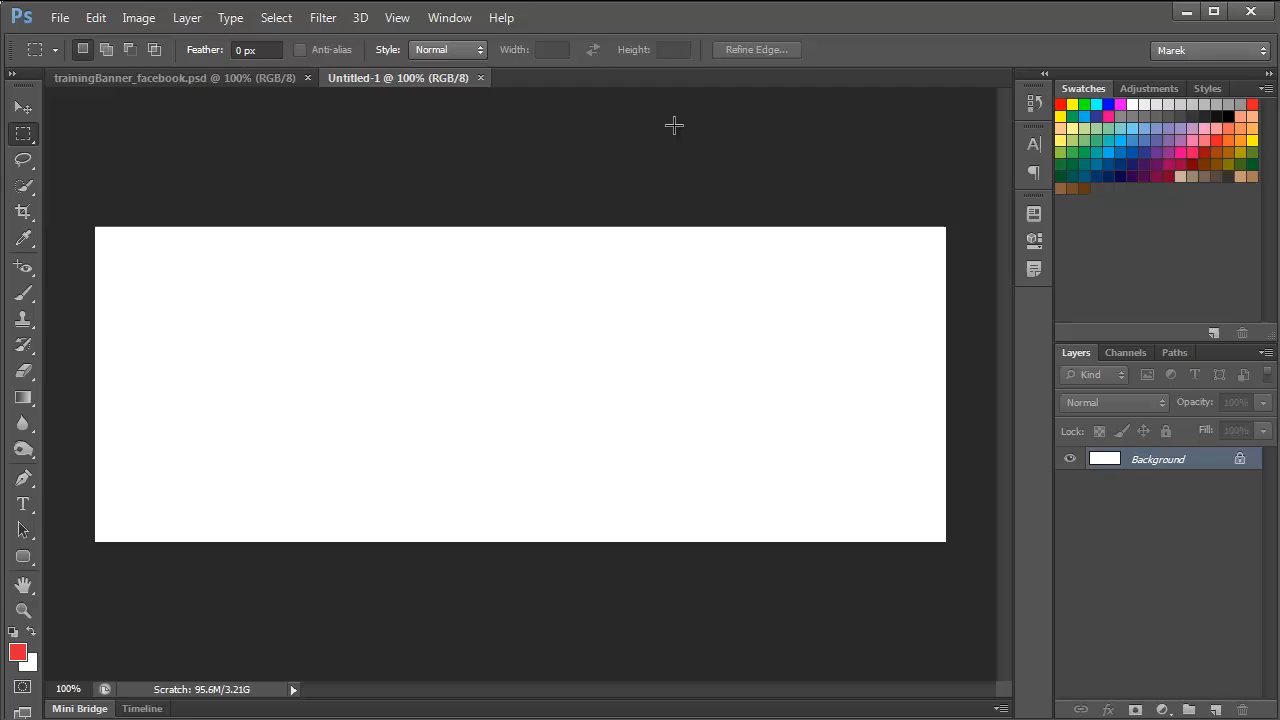 Ps File Edit Image Layer Type Select Filter 3D View Window Help
Feather: 0 px Anti-alias Style: Normal Width: Height: Refine Edge... Marek
trainingBanner_facebook.psd @ 100% (RGB/8) × Untitled-1 @ 100% (RGB/8) ×
Swatches Adjustments Styles
Layers Channels Paths
Kind
Normal Opacity: 100%
Lock: Fill: 100%
Background
100% Scratch: 95.6M/3.21G
Mini Bridge Timeline